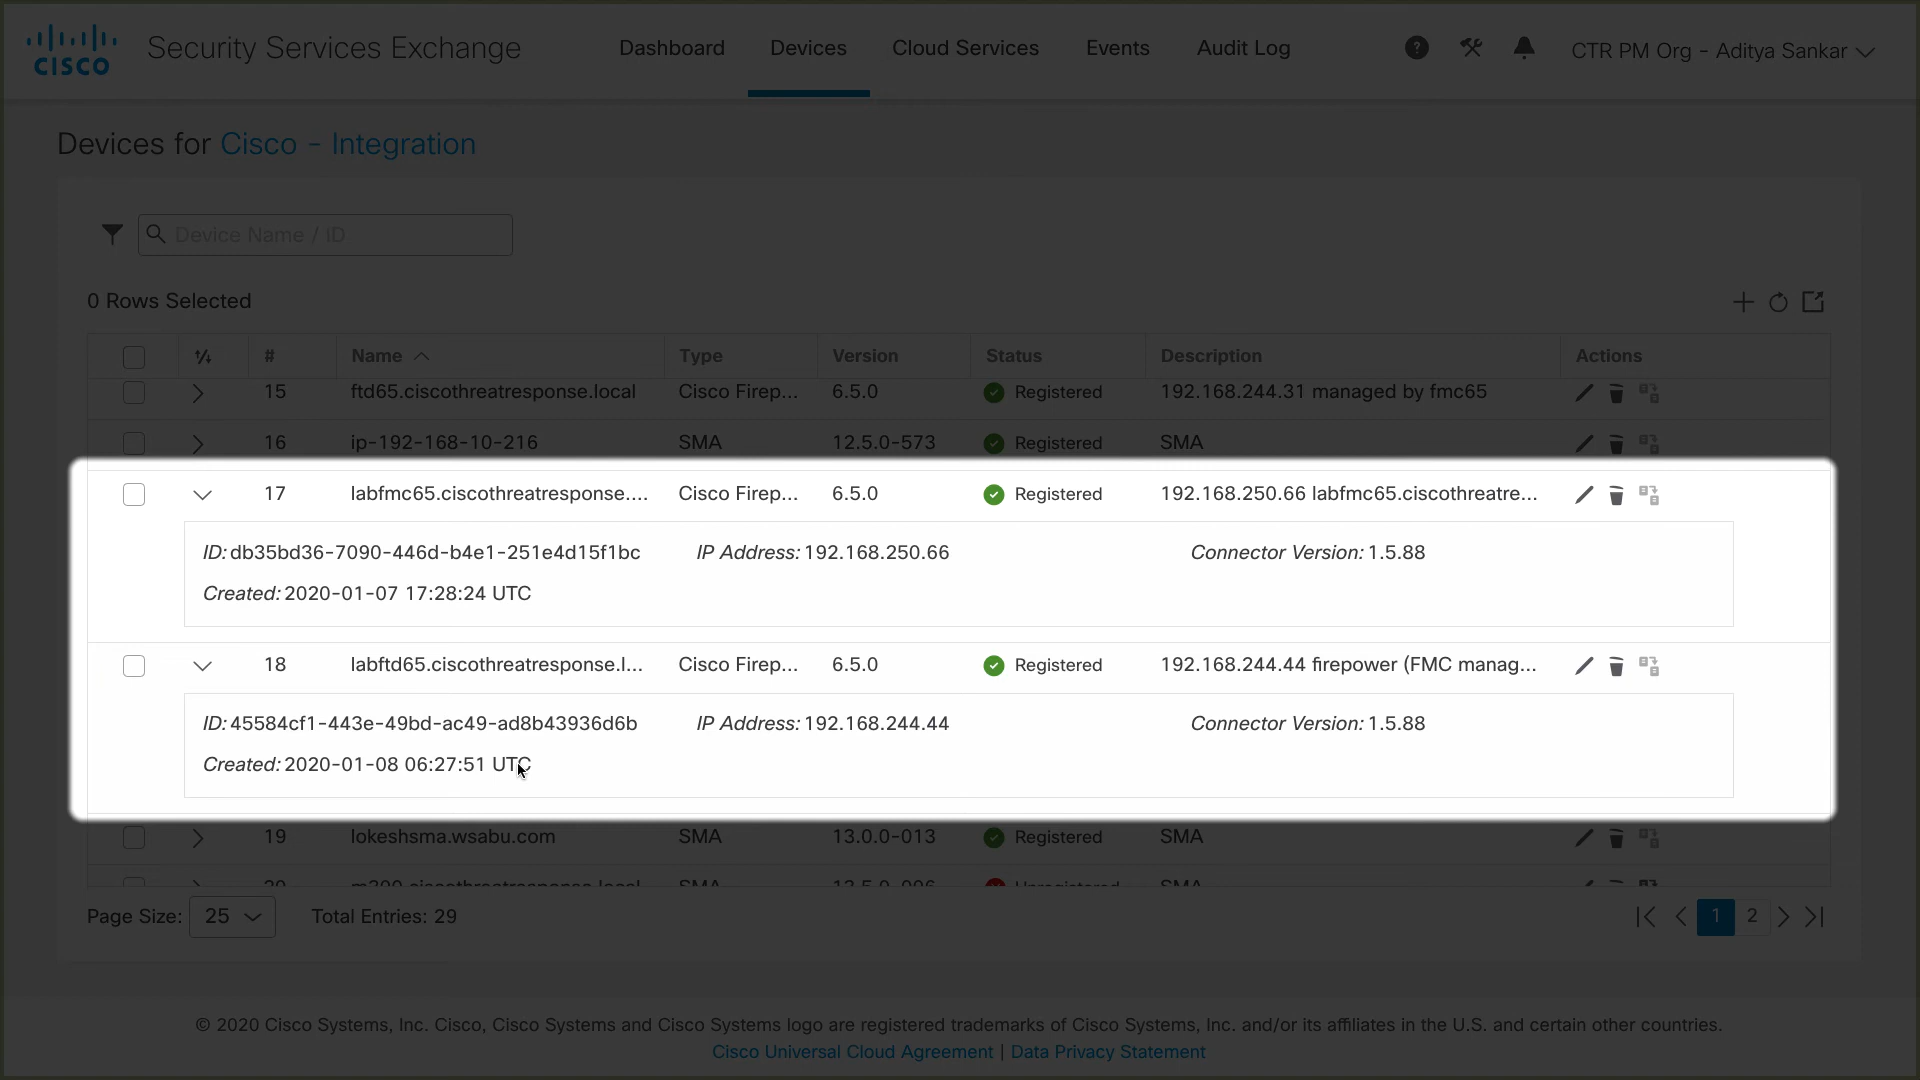 CISCO Security Services Exchange Dashboard Devices Cloud Services Events Audit Log ? CTR PM Org - Aditya Sankar
Devices for Cisco - Integration
Device Name / ID
0 Rows Selected
# Name Type Version Status Description Actions
15 ftd65.ciscothreatresponse.local Cisco Firep... 6.5.0 Registered 192.168.244.31 managed by fmc65
16 ip-192-168-10-216 SMA 12.5.0-573 Registered SMA
17 labfmc65.ciscothreatresponse.... Cisco Firep... 6.5.0 Registered 192.168.250.66 labfmc65.ciscothreatre...
ID: db35bd36-7090-446d-b4e1-251e4d15f1bc IP Address: 192.168.250.66 Connector Version: 1.5.88
Created: 2020-01-07 17:28:24 UTC
18 labftd65.ciscothreatresponse.l... Cisco Firep... 6.5.0 Registered 192.168.244.44 firepower (FMC manag...
ID: 45584cf1-443e-49bd-ac49-ad8b43936d6b IP Address: 192.168.244.44 Connector Version: 1.5.88
Created: 2020-01-08 06:27:51 UTC
19 lokeshsma.wsabu.com SMA 13.0.0-013 Registered SMA
20 SMA Unregistered SMA
Page Size: 25 Total Entries: 29 1 2
© 2020 Cisco Systems, Inc. Cisco, Cisco Systems and Cisco Systems logo are registered trademarks of Cisco Systems, Inc. and/or its affiliates in the U.S. and certain other countries.
Cisco Universal Cloud Agreement | Data Privacy Statement